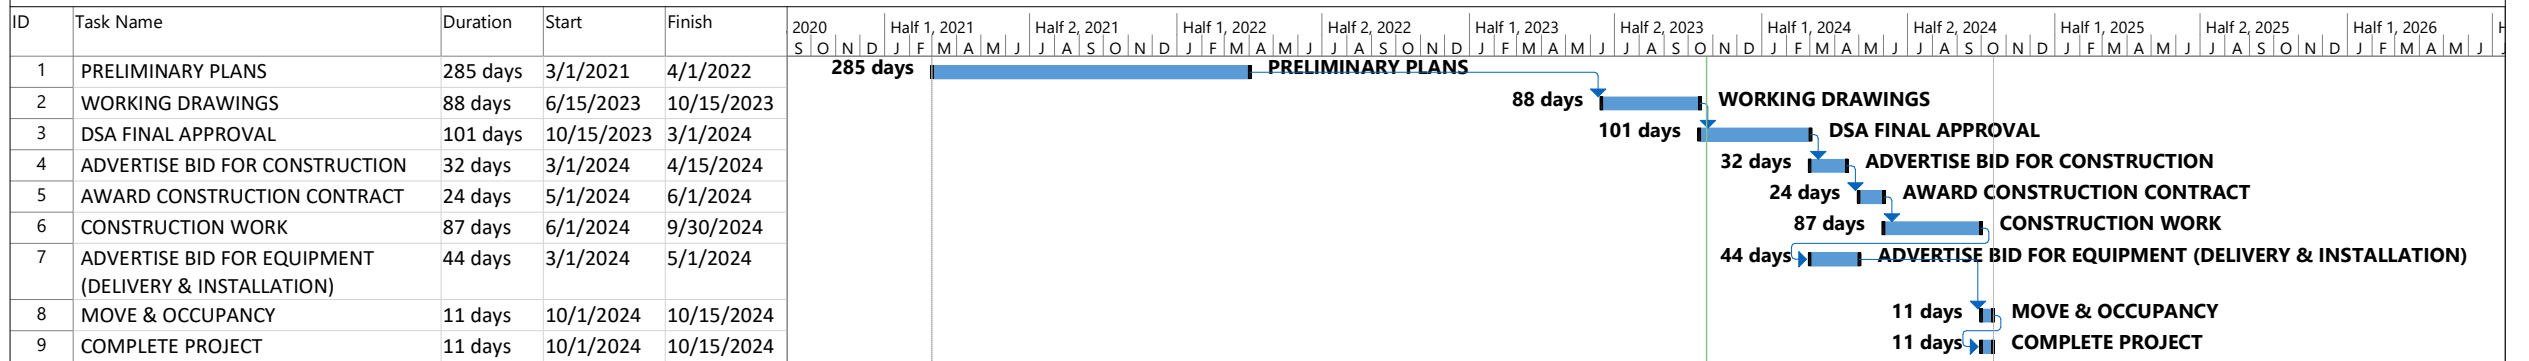 ID Task Name Duration Start Finish 2020 Half 1, 2021 Half 2, 2021 Half 1, 2022 Half 2, 2022 Half 1, 2023 Half 2, 2023 Half 1, 2024 Half 2, 2024 Half 1, 2025 Half 2, 2025 Half 1, 2026 H
S O N D J F M A M J J A S O N D J F M A M J J A S O N D J F M A M J J A S O N D J F M A M J J A S O N D J F M A M J J A S O N D J F M A M J J
1 PRELIMINARY PLANS 285 days 3/1/2021 4/1/2022 285 days PRELIMINARY PLANS
2 WORKING DRAWINGS 88 days 6/15/2023 10/15/2023 88 days WORKING DRAWINGS
3 DSA FINAL APPROVAL 101 days 10/15/2023 3/1/2024 101 days DSA FINAL APPROVAL
4 ADVERTISE BID FOR CONSTRUCTION 32 days 3/1/2024 4/15/2024 32 days ADVERTISE BID FOR CONSTRUCTION
5 AWARD CONSTRUCTION CONTRACT 24 days 5/1/2024 6/1/2024 24 days AWARD CONSTRUCTION CONTRACT
6 CONSTRUCTION WORK 87 days 6/1/2024 9/30/2024 87 days CONSTRUCTION WORK
7 ADVERTISE BID FOR EQUIPMENT 44 days 3/1/2024 5/1/2024 44 days ADVERTISE BID FOR EQUIPMENT (DELIVERY & INSTALLATION)
(DELIVERY & INSTALLATION)
8 MOVE & OCCUPANCY 11 days 10/1/2024 10/15/2024 11 days MOVE & OCCUPANCY
9 COMPLETE PROJECT 11 days 10/1/2024 10/15/2024 11 days COMPLETE PROJECT